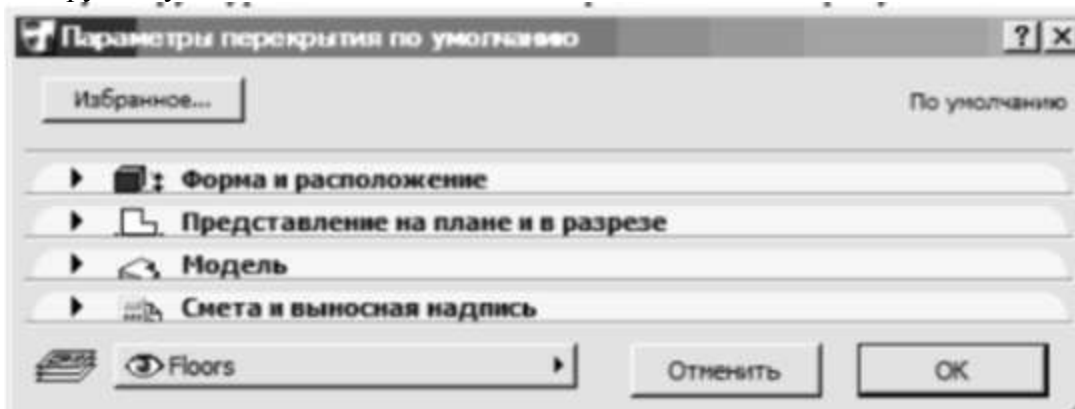 Параметры перекрытия по умолчанию
Избранное...
По умолчанию
Форма и расположение
Представление на плане и в разрезе
Модель
Смета и выносная надпись
Floors
Отменить
OK